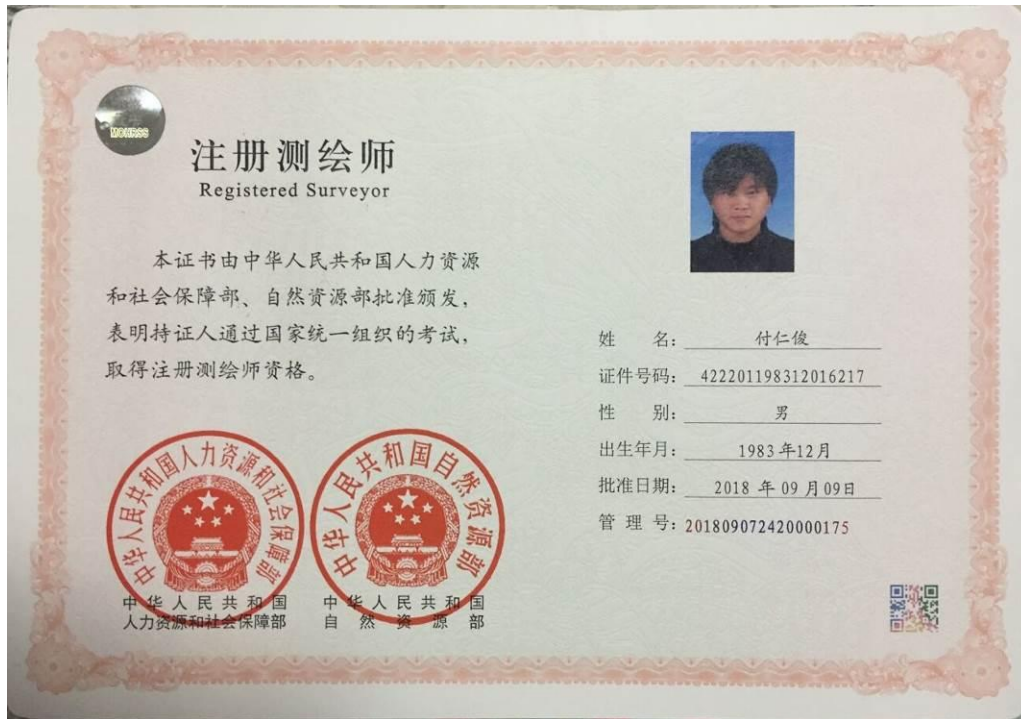 MOHRSS
注册测绘师
Registered Surveyor
本证书由中华人民共和国人力资源
和社会保障部、自然资源部批准颁发，
表明持证人通过国家统一组织的考试，
取得注册测绘师资格。
中华人民共和国人力资源和社会保障部
中华人民共和国自然资源部
中华人民共和国
人力资源和社会保障部
中华人民共和国
自然资源部
姓 名： 付仁俊
证件号码： 422201198312016217
性 别： 男
出生年月： 1983年12月
批准日期： 2018 年 09 月 09日
管 理 号： 201809072420000175